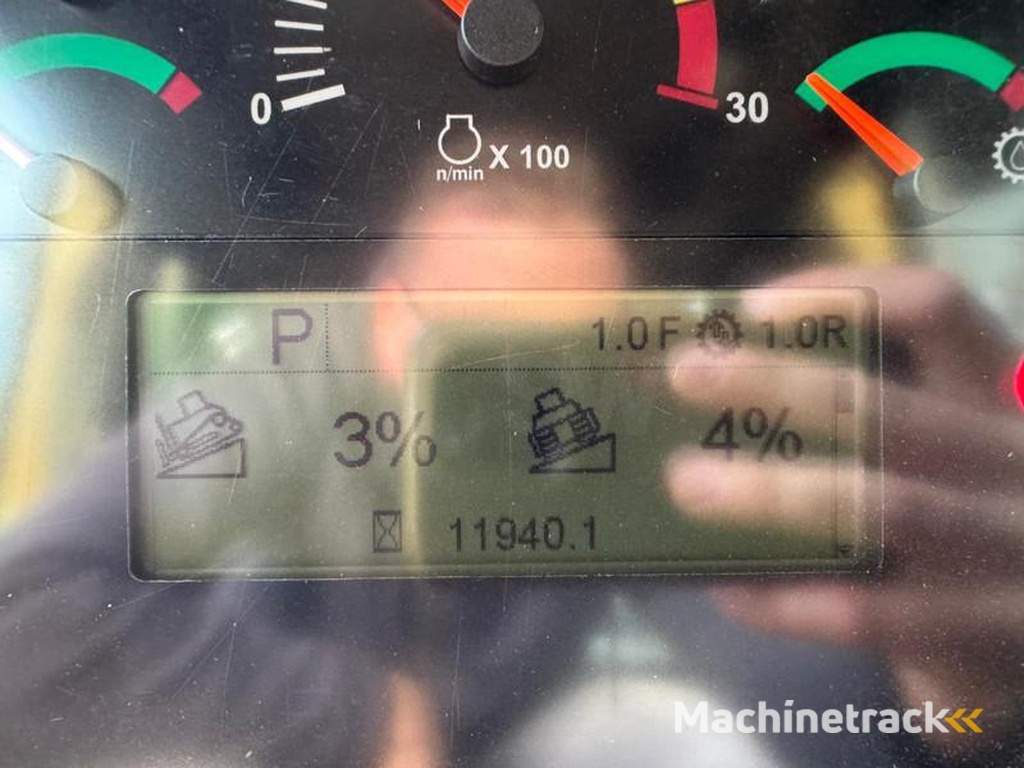 0
30
X 100
n/min
P
1.0F
1.0R
3%
4%
11940.1
Machinetrack